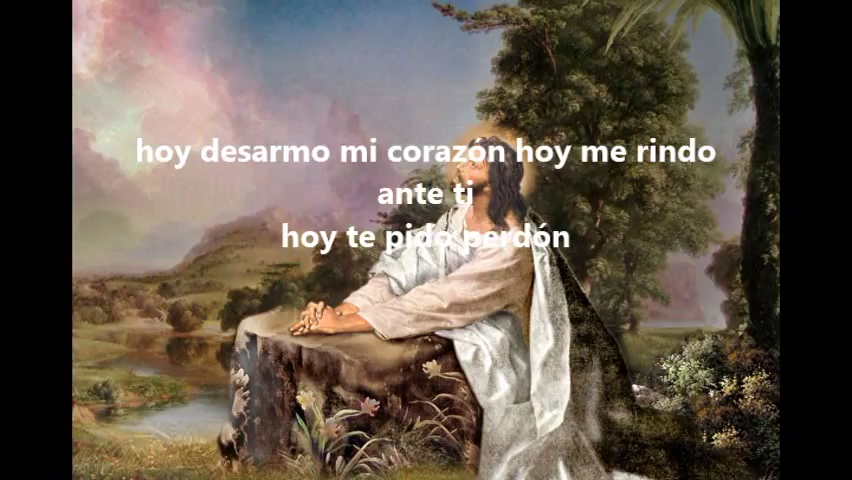 hoy desarmo mi corazón hoy me rindo
ante ti
hoy te pido perdón